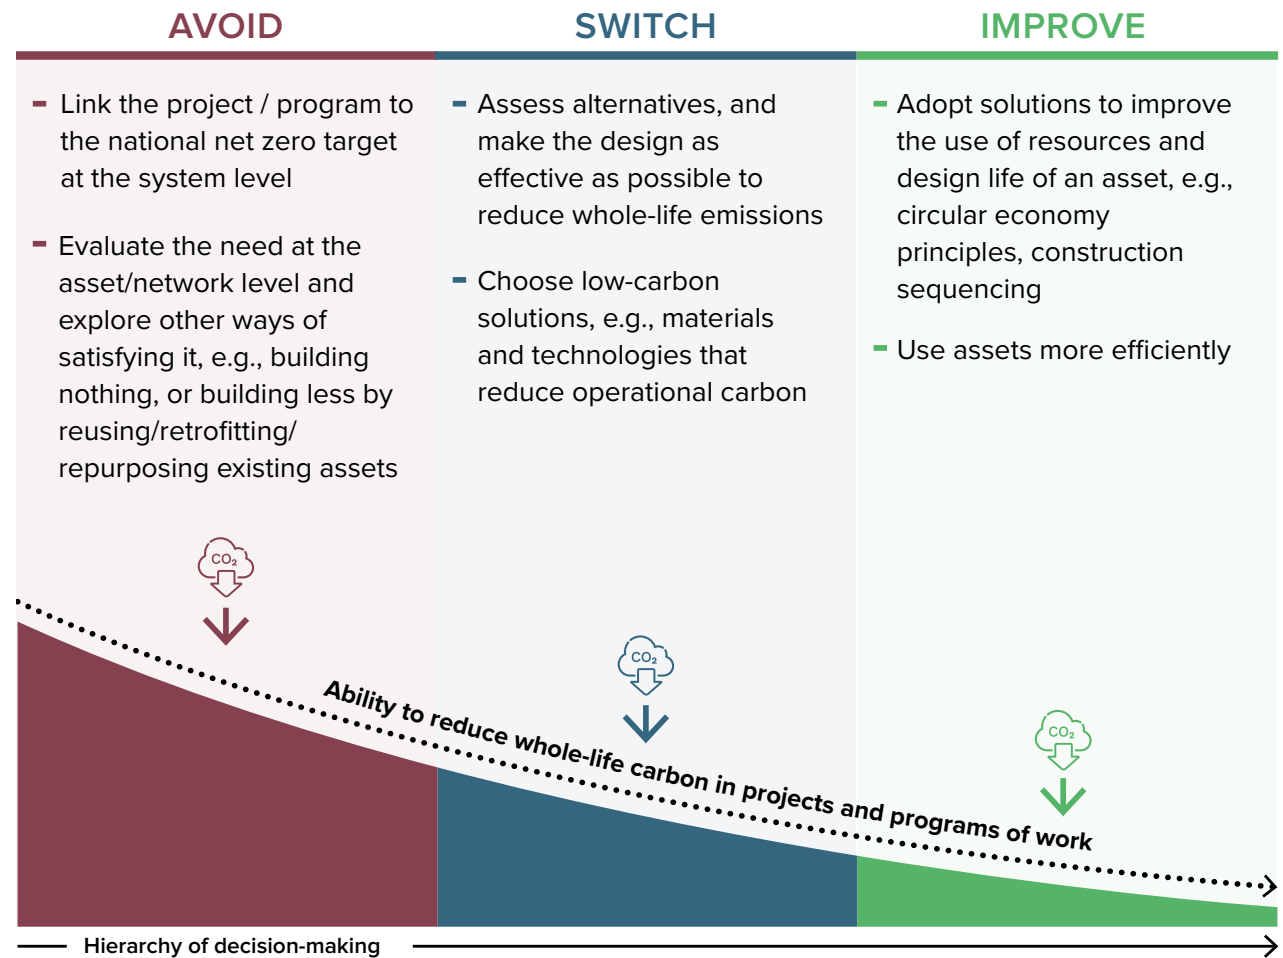 AVOID
Link the project / program to
the national net zero target
at the system level
Evaluate the need at the
asset/network level and
explore other ways of
satisfying it, e.g., building
nothing, or building less by
reusing/retrofitting/
repurposing existing assets
CO₂
SWITCH
Assess alternatives, and
make the design as
effective as possible to
reduce whole-life emissions
Choose low-carbon
solutions, e.g., materials
and technologies that
reduce operational carbon
CO₂
IMPROVE
Adopt solutions to improve
the use of resources and
design life of an asset, e.g.,
circular economy
principles, construction
sequencing
Use assets more efficiently
CO₂
Ability to reduce whole-life carbon in projects and programs of work
Hierarchy of decision-making